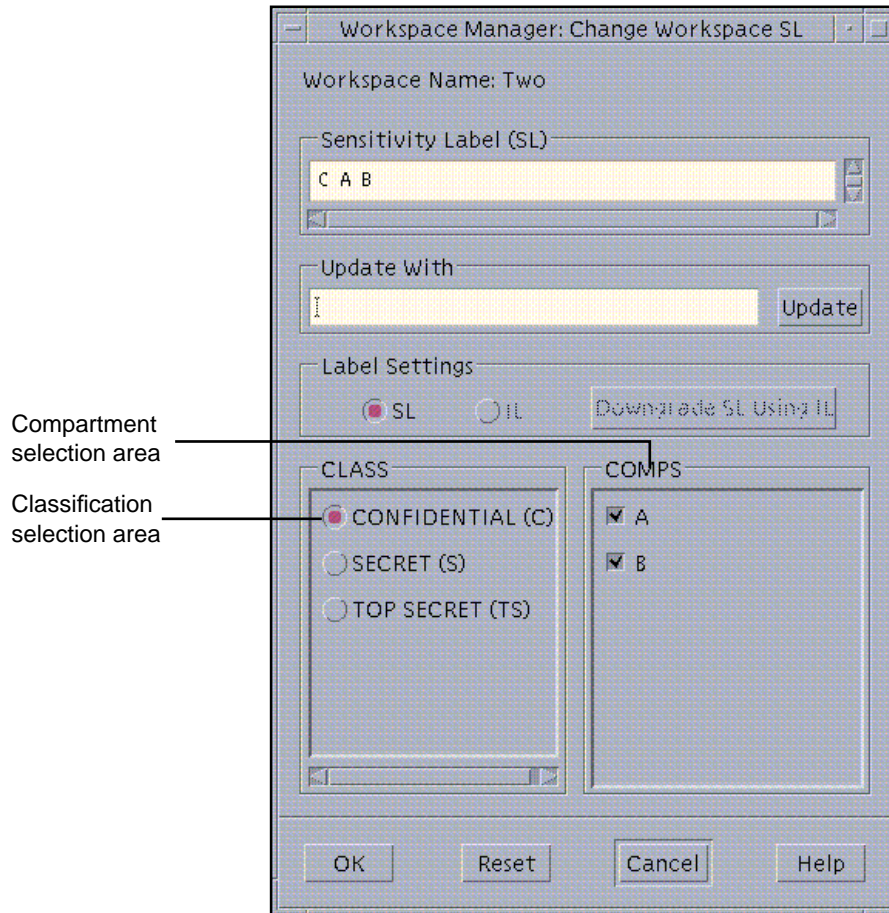 Workspace Manager: Change Workspace SL
Workspace Name: Two
Sensitivity Label (SL)
C A B
Update With
Update
Label Settings
SL
IL
Downgrade SL Using IL
Compartment
selection area
Classification
selection area
CLASS
CONFIDENTIAL (C)
SECRET (S)
TOP SECRET (TS)
COMPS
A
B
OK
Reset
Cancel
Help